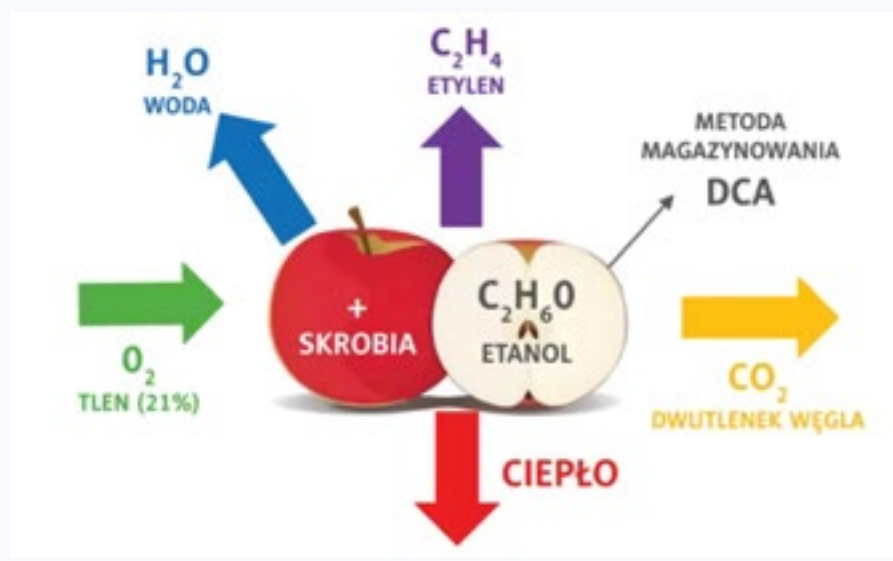 H₂O
WODA
C₂H₄
ETYLEN
METODA
MAGAZYNOWANIA
DCA
+
SKROBIA
C₂H₆O
ETANOL
O₂
TLEN (21%)
CO₂
DWUTLENEK WĘGLA
CIEPŁO